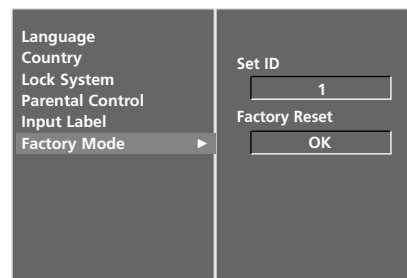 Language
Country
Lock System
Parental Control
Input Label
Factory Mode ►
Set ID
1
Factory Reset
OK